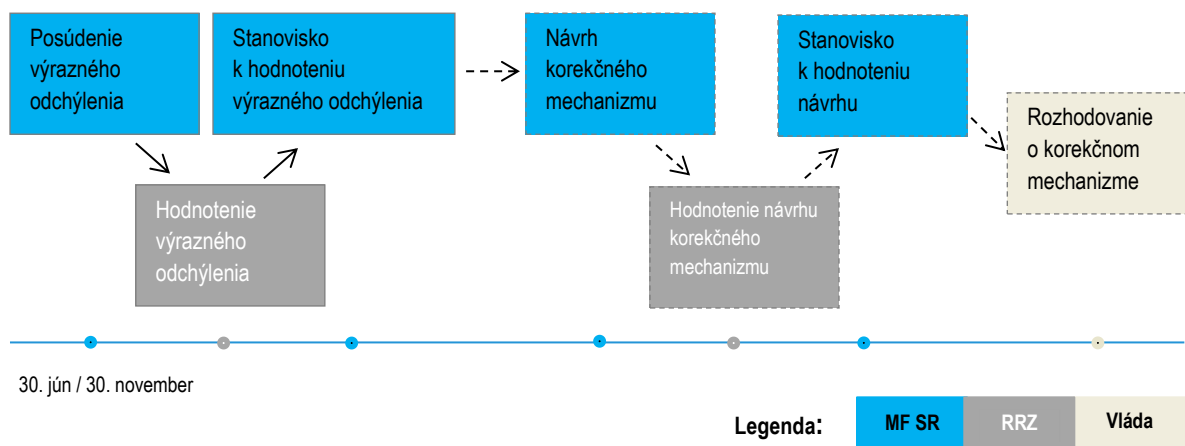 Posúdenie
výrazného
odchýlenia
Stanovisko
k hodnoteniu
výrazného odchýlenia
Návrh
korekčného
mechanizmu
Stanovisko
k hodnoteniu
návrhu
Rozhodovanie
o korekčnom
mechanizme
Hodnotenie
výrazného
odchýlenia
Hodnotenie návrhu
korekčného
mechanizmu
30. jún / 30. november
Legenda:
MF SR
RRZ
Vláda